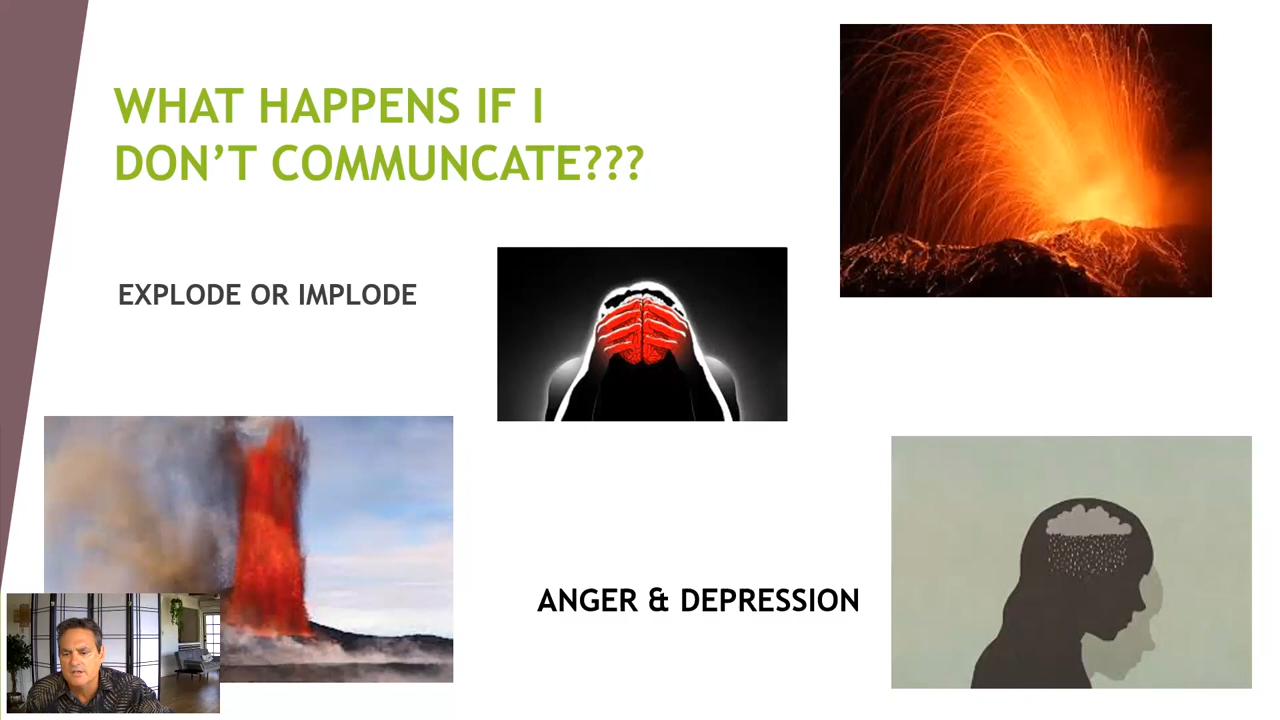 WHAT HAPPENS IF I
DON’T COMMUNCATE???
EXPLODE OR IMPLODE
ANGER & DEPRESSION